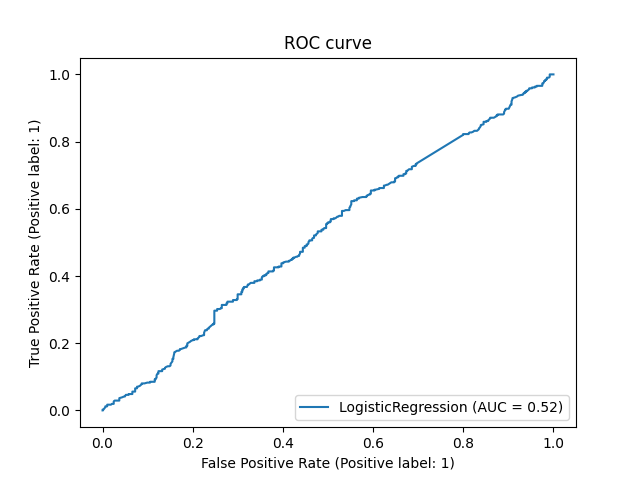 ROC curve
True Positive Rate (Positive label: 1)
1.0
0.8
0.6
0.4
0.2
0.0
LogisticRegression (AUC = 0.52)
0.0 0.2 0.4 0.6 0.8 1.0
False Positive Rate (Positive label: 1)